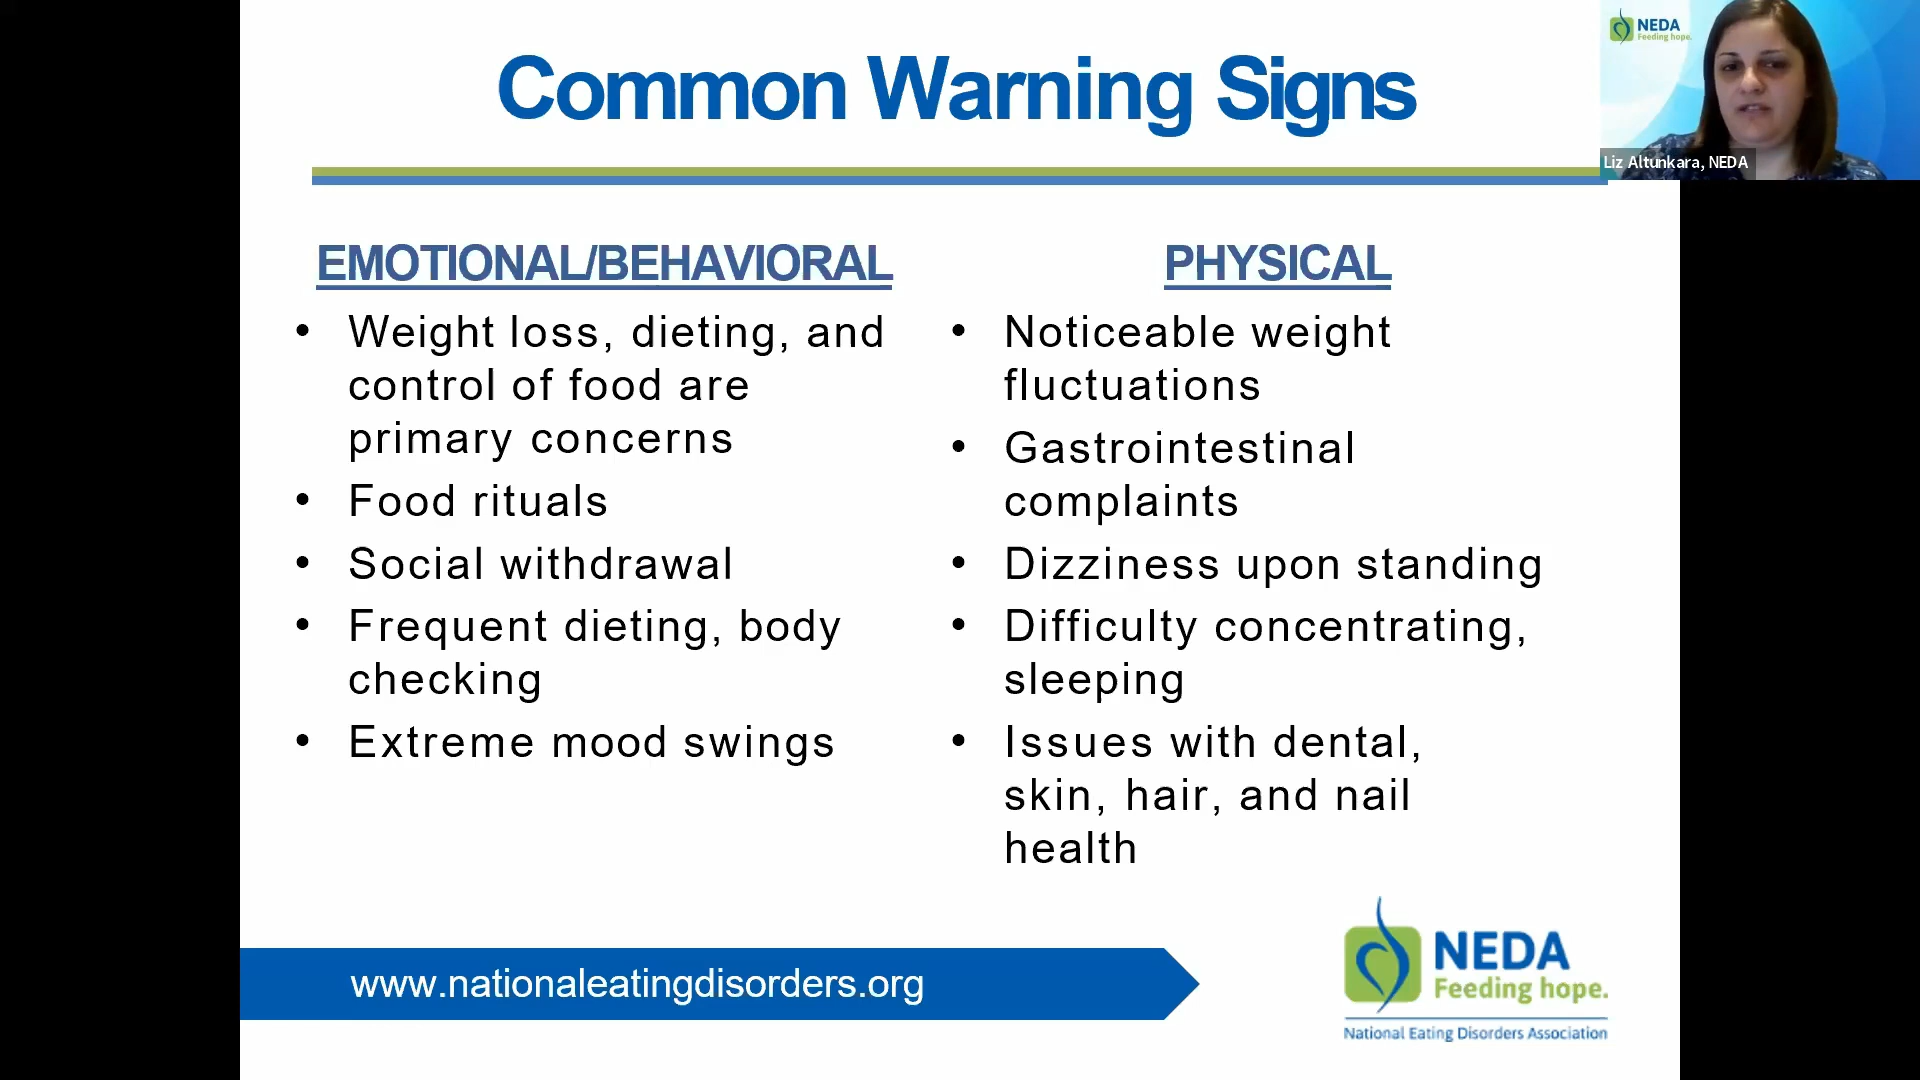 Common Warning Signs
NEDA
Feeding hope.
Liz Altunkara, NEDA
EMOTIONAL/BEHAVIORAL
• Weight loss, dieting, and
control of food are
primary concerns
• Food rituals
• Social withdrawal
• Frequent dieting, body
checking
• Extreme mood swings
PHYSICAL
• Noticeable weight
fluctuations
• Gastrointestinal
complaints
• Dizziness upon standing
• Difficulty concentrating,
sleeping
• Issues with dental,
skin, hair, and nail
health
www.nationaleatingdisorders.org
NEDA
Feeding hope.
National Eating Disorders Association